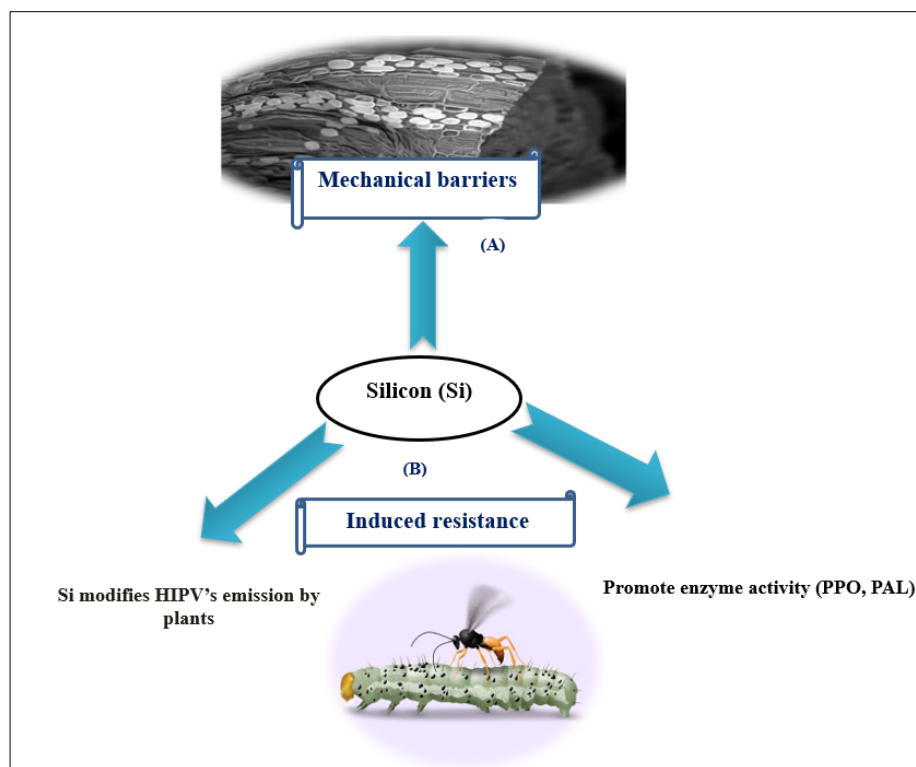 Mechanical barriers
(A)
Silicon (Si)
(B)
Induced resistance
Si modifies HIPV's emission by
plants
Promote enzyme activity (PPO, PAL)